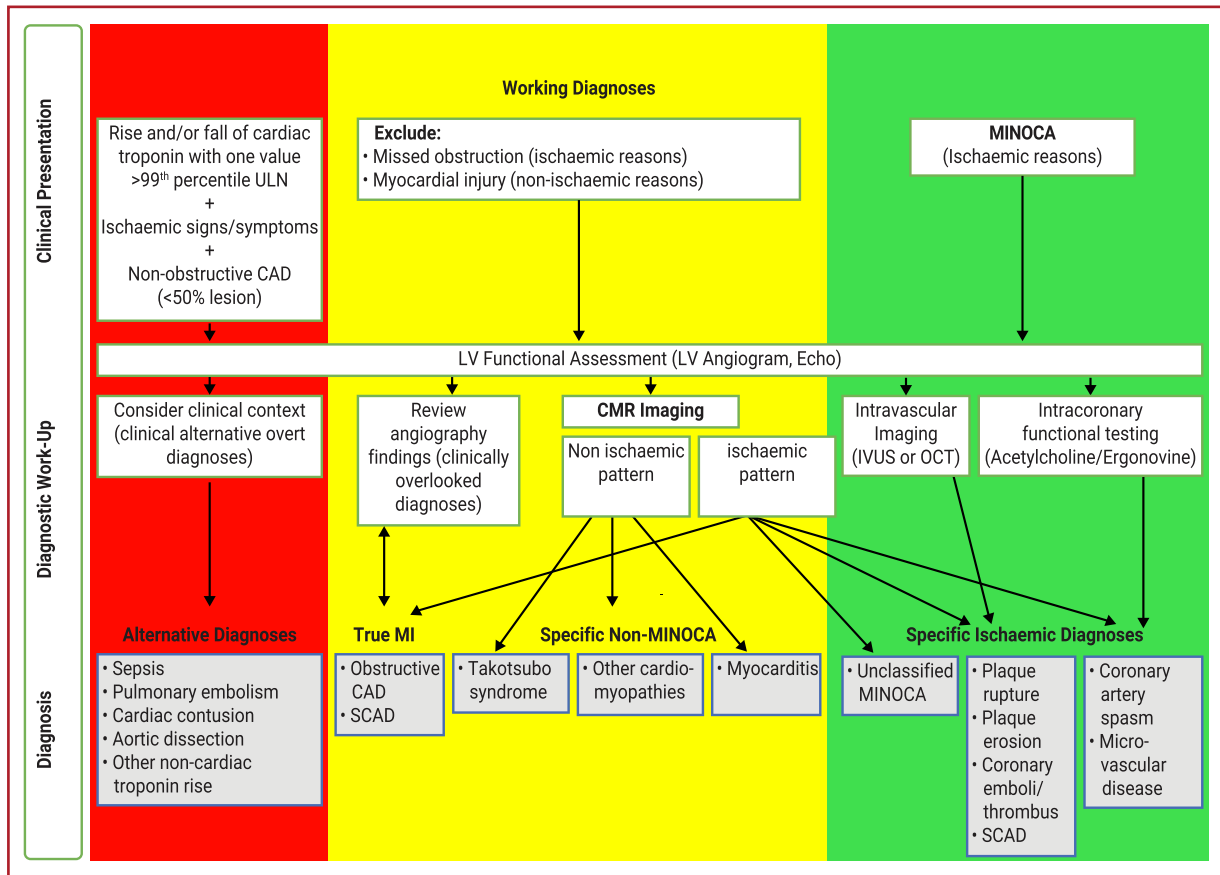 Clinical Presentation
Working Diagnoses
Rise and/or fall of cardiac
troponin with one value
>99th percentile ULN
+
Ischaemic signs/symptoms
+
Non-obstructive CAD
(<50% lesion)
Exclude:
• Missed obstruction (ischaemic reasons)
• Myocardial injury (non-ischaemic reasons)
MINOCA
(Ischaemic reasons)
LV Functional Assessment (LV Angiogram, Echo)
Diagnostic Work-Up
Consider clinical context
(clinical alternative overt
diagnoses)
Review
angiography
findings (clinically
overlooked
diagnoses)
CMR Imaging
Non ischaemic
pattern
ischaemic
pattern
Intravascular
Imaging
(IVUS or OCT)
Intracoronary
functional testing
(Acetylcholine/Ergonovine)
Diagnosis
Alternative Diagnoses
• Sepsis
• Pulmonary embolism
• Cardiac contusion
• Aortic dissection
• Other non-cardiac
troponin rise
True MI
• Obstructive
CAD
• SCAD
Specific Non-MINOCA
• Takotsubo
syndrome
• Other cardio-
myopathies
• Myocarditis
Specific Ischaemic Diagnoses
• Unclassified
MINOCA
• Plaque
rupture
• Plaque
erosion
• Coronary
emboli/
thrombus
• SCAD
• Coronary
artery
spasm
• Micro-
vascular
disease